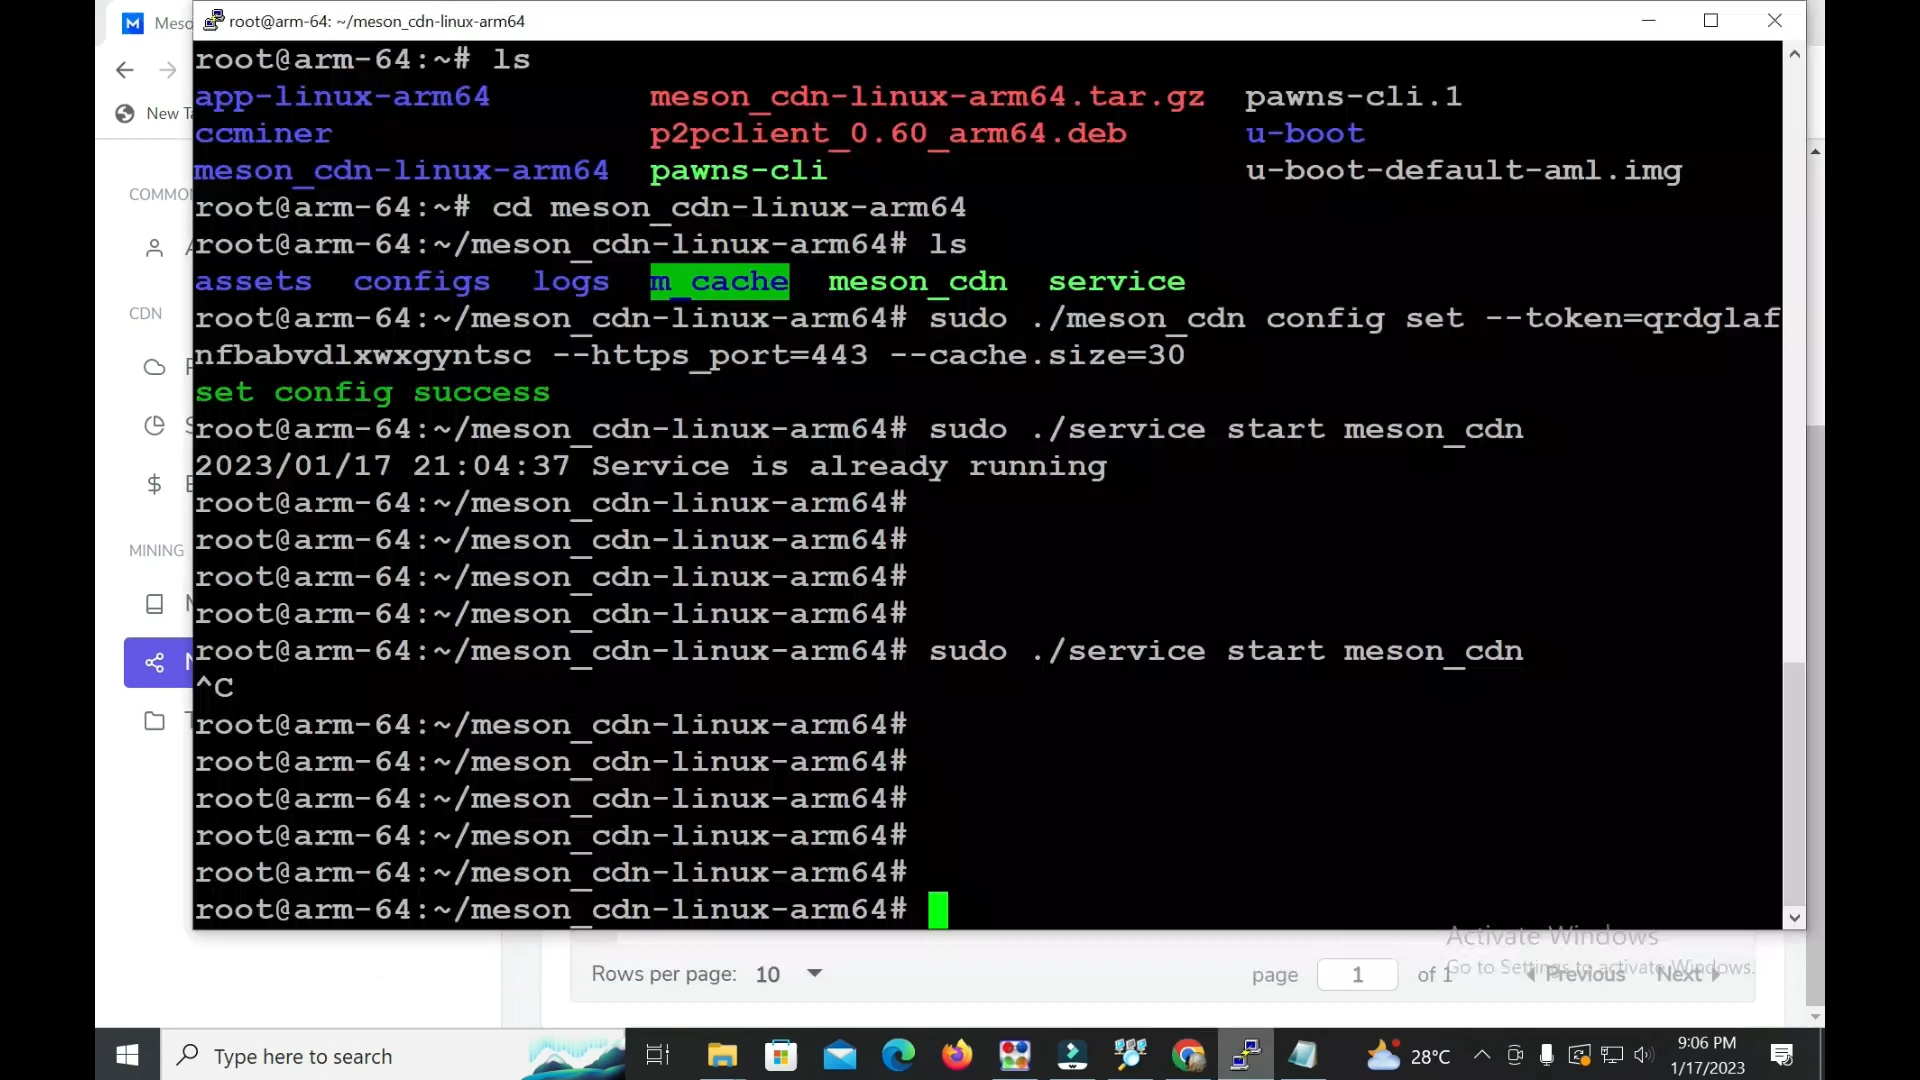 Meso
root@arm-64: ~/meson_cdn-linux-arm64
New Ta
COMMON
CDN
MINING
root@arm-64:~# ls
app-linux-arm64 meson_cdn-linux-arm64.tar.gz pawns-cli.1
ccminer p2pclient_0.60_arm64.deb u-boot
meson_cdn-linux-arm64 pawns-cli u-boot-default-aml.img
root@arm-64:~# cd meson_cdn-linux-arm64
root@arm-64:~/meson_cdn-linux-arm64# ls
assets configs logs m_cache meson_cdn service
root@arm-64:~/meson_cdn-linux-arm64# sudo ./meson_cdn config set --token=qrdglaf
nfbabvdlxwxgyntsc --https_port=443 --cache.size=30
set config success
root@arm-64:~/meson_cdn-linux-arm64# sudo ./service start meson_cdn
2023/01/17 21:04:37 Service is already running
root@arm-64:~/meson_cdn-linux-arm64#
root@arm-64:~/meson_cdn-linux-arm64#
root@arm-64:~/meson_cdn-linux-arm64#
root@arm-64:~/meson_cdn-linux-arm64#
root@arm-64:~/meson_cdn-linux-arm64# sudo ./service start meson_cdn
^C
root@arm-64:~/meson_cdn-linux-arm64#
root@arm-64:~/meson_cdn-linux-arm64#
root@arm-64:~/meson_cdn-linux-arm64#
root@arm-64:~/meson_cdn-linux-arm64#
root@arm-64:~/meson_cdn-linux-arm64#
root@arm-64:~/meson_cdn-linux-arm64#
Activate Windows
Go to Settings to activate Windows.
Rows per page: 10 page 1 of 1 Previous Next
Type here to search
28°C
9:06 PM
1/17/2023